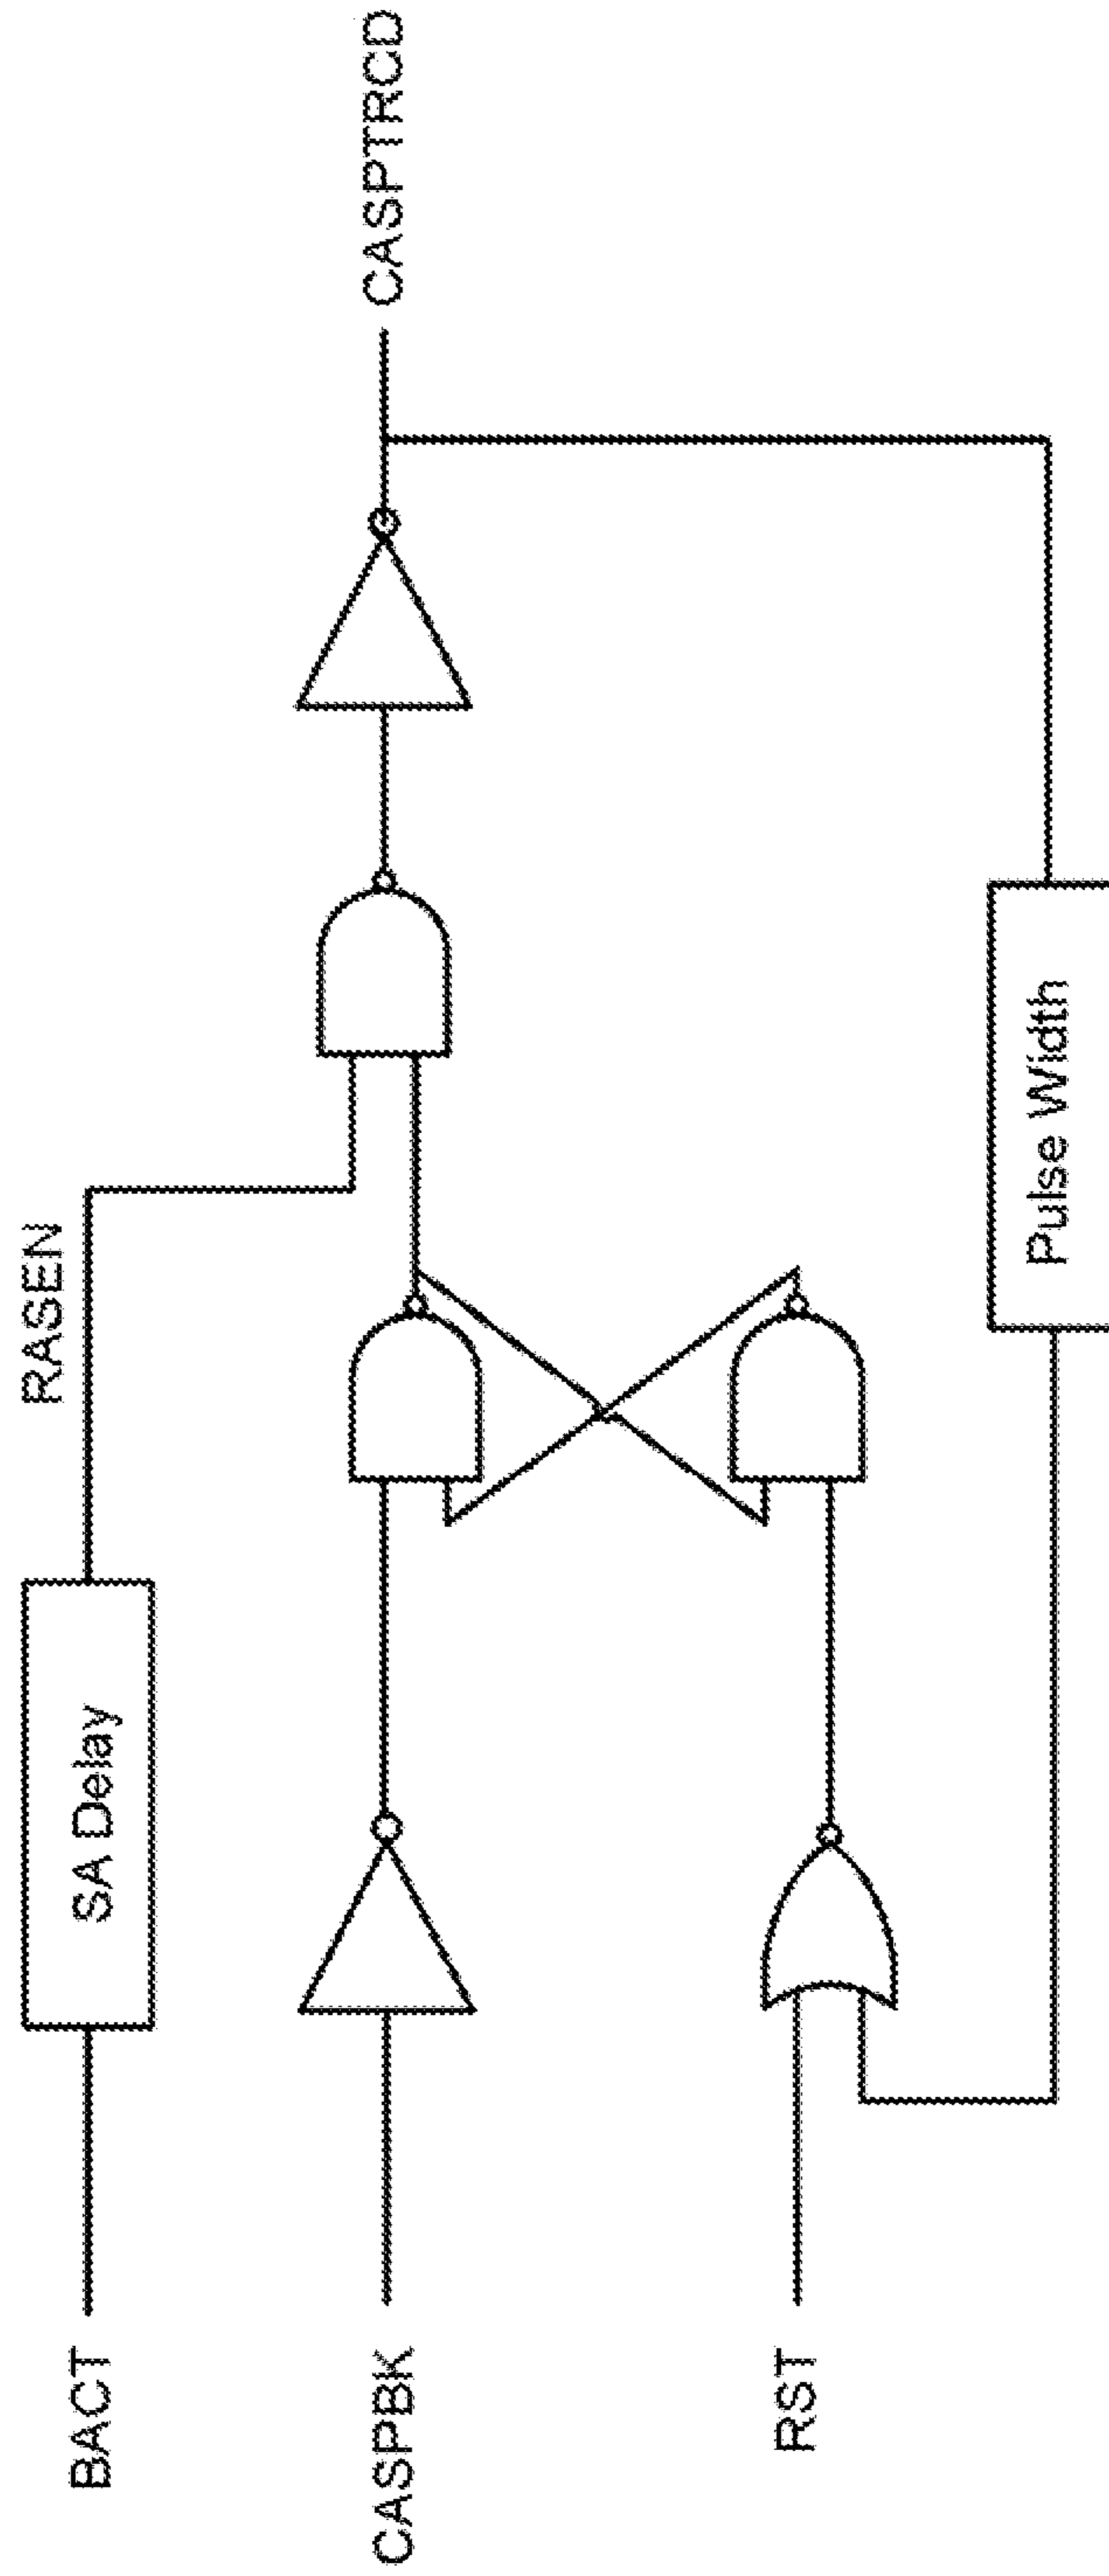 BACT
SA Delay
RASEN
CASPBK
CASPTRCD
RST
Pulse Width